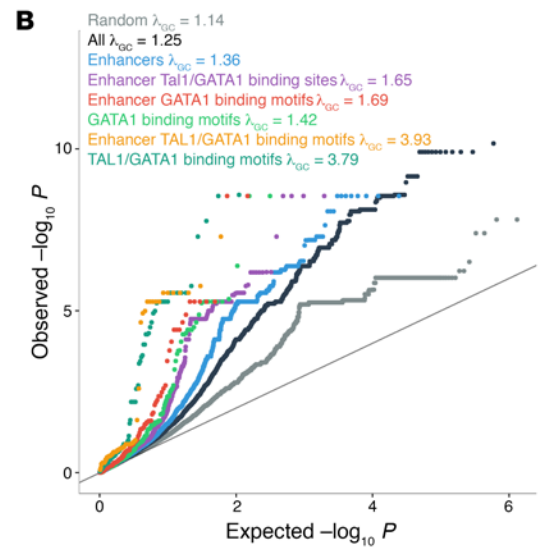 B
Random λGC = 1.14
All λGC = 1.25
Enhancers λGC = 1.36
Enhancer Tal1/GATA1 binding sites λGC = 1.65
Enhancer GATA1 binding motifs λGC = 1.69
GATA1 binding motifs λGC = 1.42
Enhancer TAL1/GATA1 binding motifs λGC = 3.93
TAL1/GATA1 binding motifs λGC = 3.79
10
5
0
Observed –log10 P
0 2 4 6
Expected –log10 P